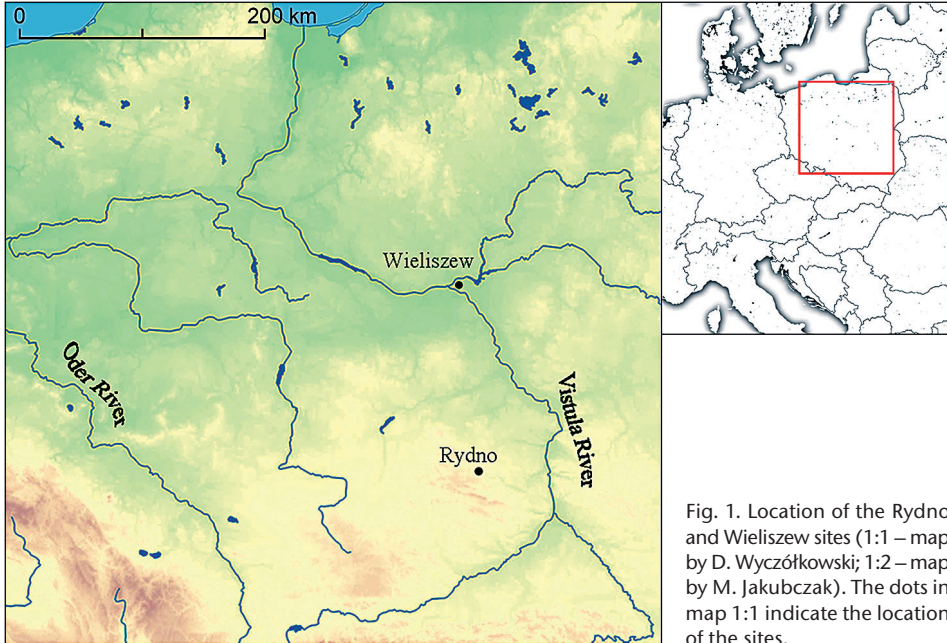 0
200 km
Wieliszew
Oder River
Vistula River
Rydno
Fig. 1. Location of the Rydno
and Wieliszew sites (1:1 – map
by D. Wyczółkowski; 1:2 – map
by M. Jakubczak). The dots in
map 1:1 indicate the location
of the sites.